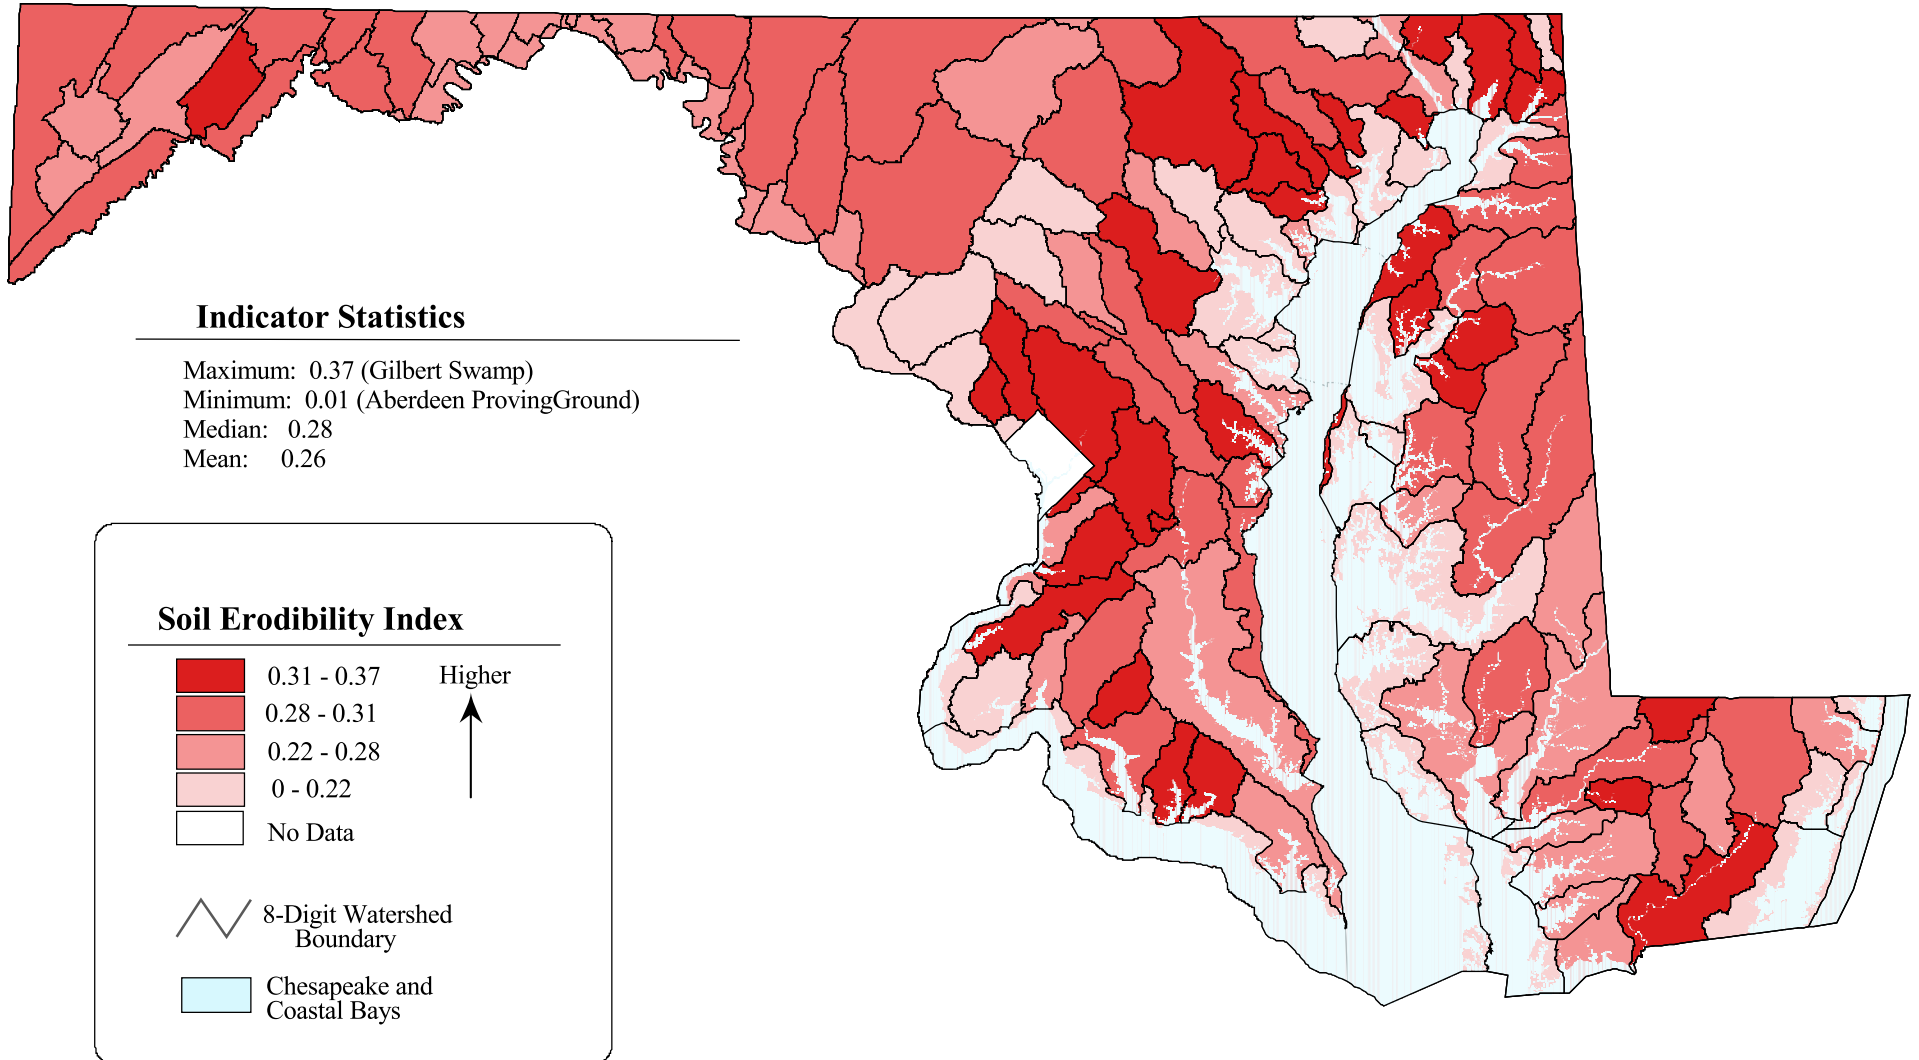 Indicator Statistics
Maximum: 0.37 (Gilbert Swamp)
Minimum: 0.01 (Aberdeen ProvingGround)
Median: 0.28
Mean: 0.26
Soil Erodibility Index
0.31 - 0.37
Higher
0.28 - 0.31
0.22 - 0.28
0 - 0.22
No Data
8-Digit Watershed
Boundary
Chesapeake and
Coastal Bays